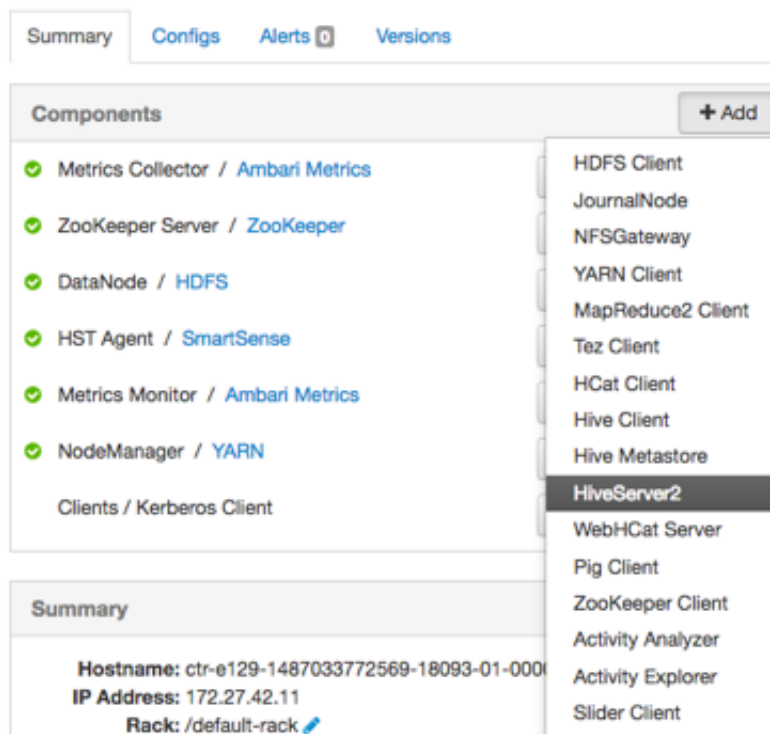 Summary Configs Alerts 0 Versions
Components
+ Add
Metrics Collector / Ambari Metrics
ZooKeeper Server / ZooKeeper
DataNode / HDFS
HST Agent / SmartSense
Metrics Monitor / Ambari Metrics
NodeManager / YARN
Clients / Kerberos Client
HDFS Client
JournalNode
NFSGateway
YARN Client
MapReduce2 Client
Tez Client
HCat Client
Hive Client
Hive Metastore
HiveServer2
WebHCat Server
Pig Client
ZooKeeper Client
Activity Analyzer
Activity Explorer
Slider Client
Summary
Hostname: ctr-e129-1487033772569-18093-01-000
IP Address: 172.27.42.11
Rack: /default-rack